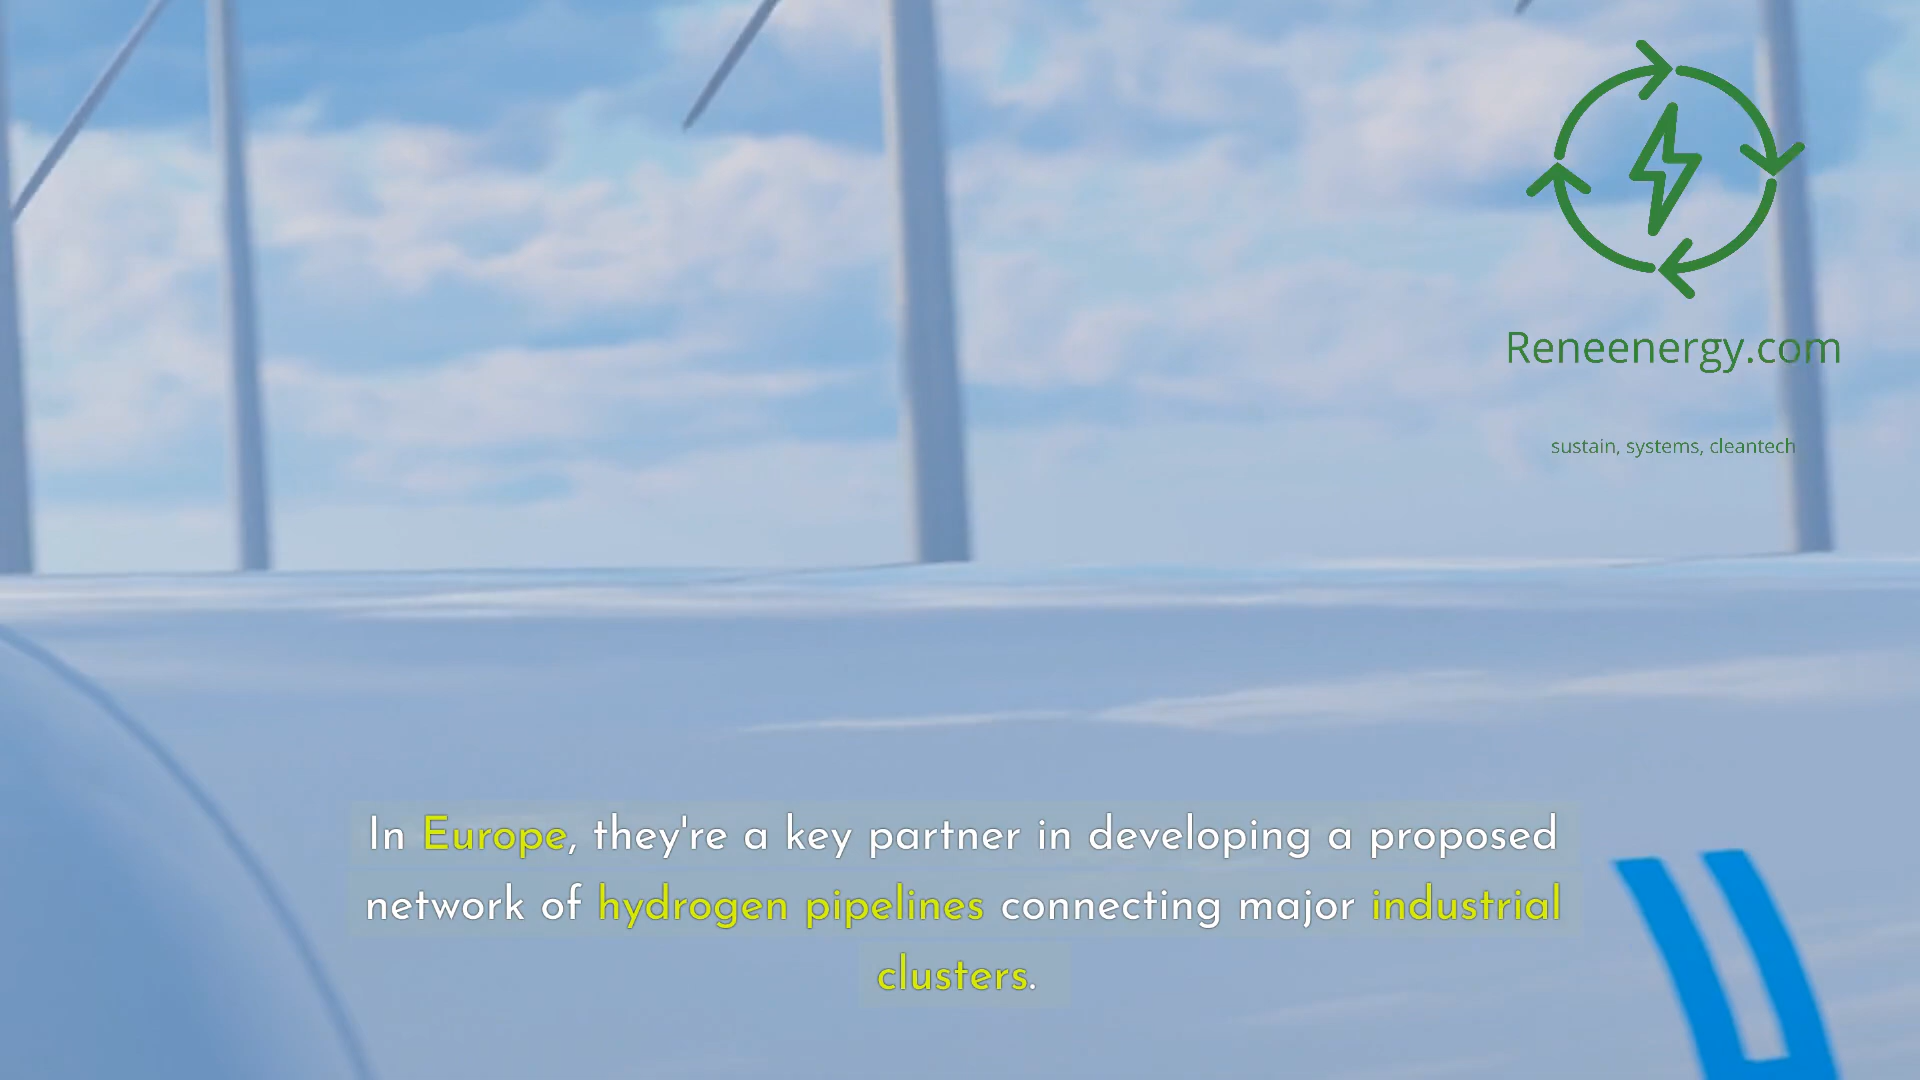 Reneenergy.com
sustain, systems, cleantech
In Europe, they're a key partner in developing a proposed
network of hydrogen pipelines connecting major industrial
clusters.